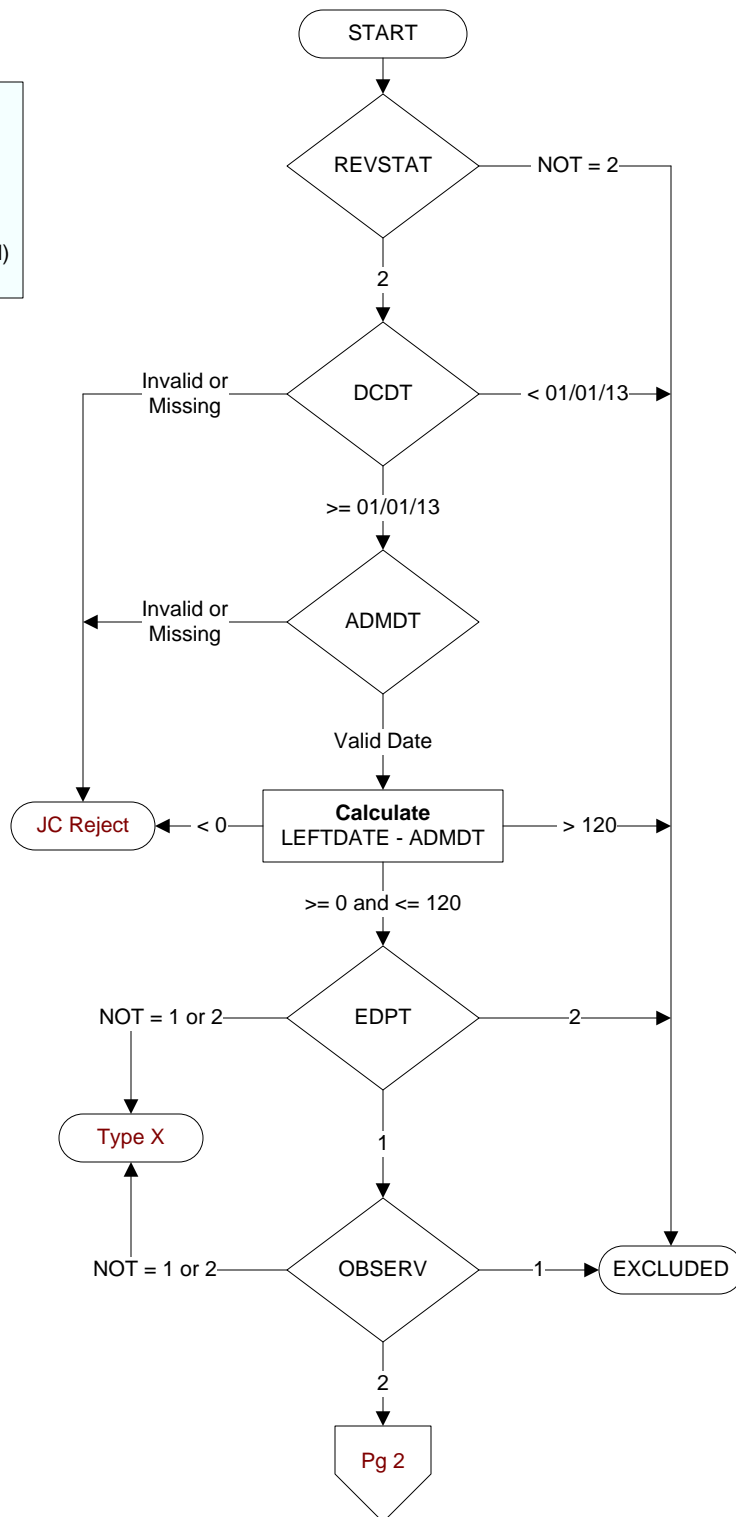 START
REVSTAT
NOT = 2
2
Invalid or
Missing
DCDT
< 01/01/13
>= 01/01/13
Invalid or
Missing
ADMDT
Valid Date
JC Reject
< 0
Calculate
LEFTDATE - ADMDT
> 120
>= 0 and <= 120
NOT = 1 or 2
EDPT
2
Type X
1
NOT = 1 or 2
OBSERV
1
EXCLUDED
2
Pg 2